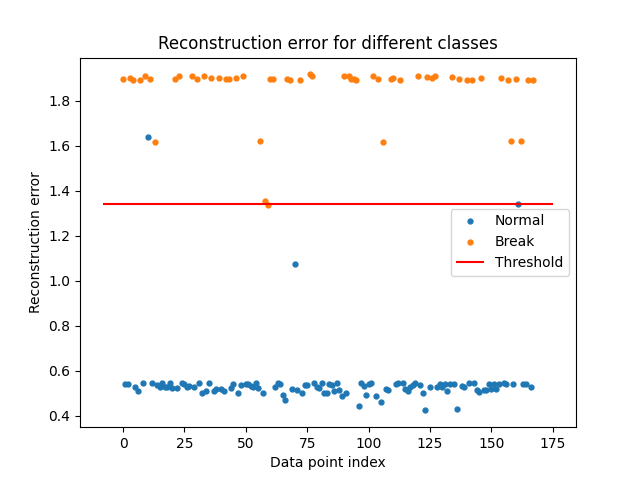 Reconstruction error for different classes
Reconstruction error
1.8
1.6
1.4
1.2
1.0
0.8
0.6
0.4
Normal
Break
Threshold
0 25 50 75 100 125 150 175
Data point index